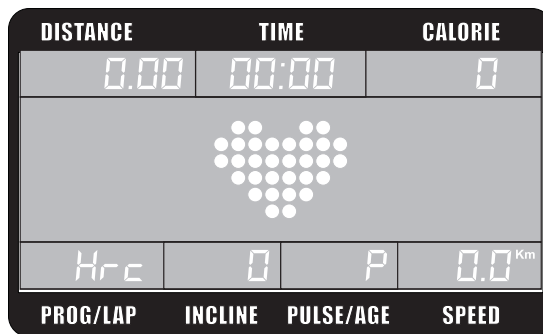 DISTANCE TIME CALORIE
0.00 00:00 0
Hrc 0 P 0.0 Km
PROG/LAP INCLINE PULSE/AGE SPEED